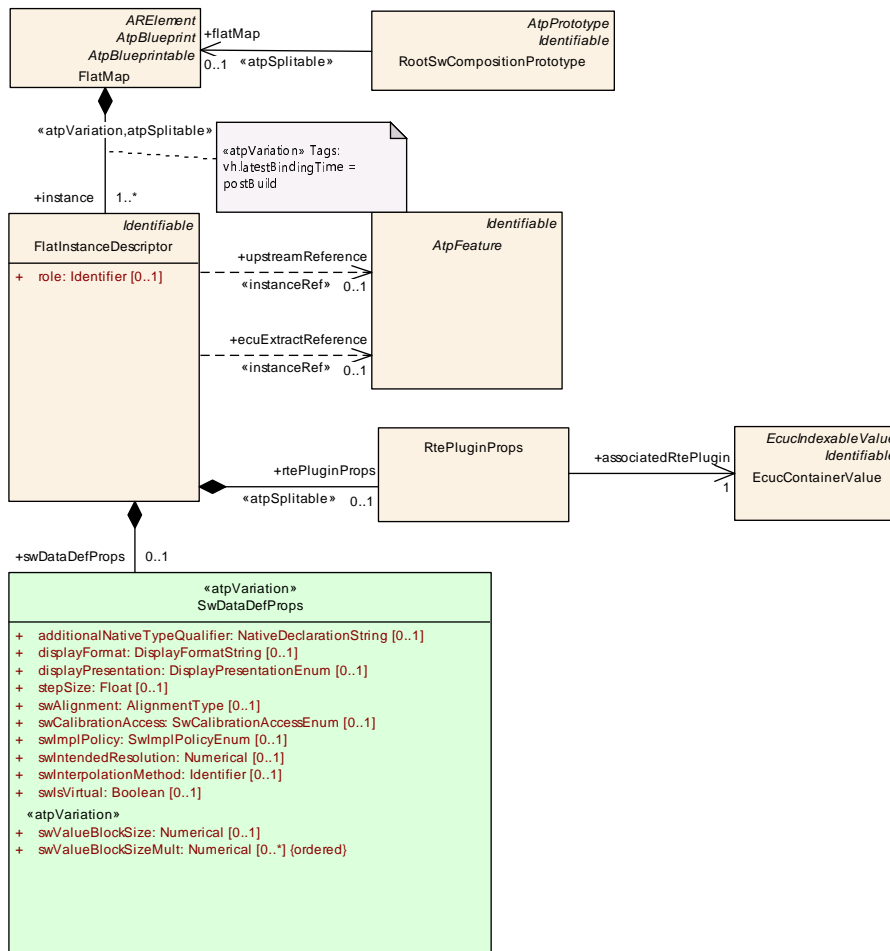 ARElement
AtpBlueprint
AtpBlueprintable
FlatMap
+flatMap
0..1
«atpSplitable»
AtpPrototype
Identifiable
RootSwCompositionPrototype
«atpVariation,atpSplitable»
«atpVariation» Tags:
vh.latestBindingTime =
postBuild
+instance
1..*
Identifiable
FlatInstanceDescriptor
+ role: Identifier [0..1]
+upstreamReference
«instanceRef»
0..1
Identifiable
AtpFeature
+ecuExtractReference
«instanceRef»
0..1
+rtePluginProps
«atpSplitable»
0..1
RtePluginProps
+associatedRtePlugin
1
EcucIndexableValue
Identifiable
EcucContainerValue
+swDataDefProps
0..1
«atpVariation»
SwDataDefProps
+ additionalNativeTypeQualifier: NativeDeclarationString [0..1]
+ displayFormat: DisplayFormatString [0..1]
+ displayPresentation: DisplayPresentationEnum [0..1]
+ stepSize: Float [0..1]
+ swAlignment: AlignmentType [0..1]
+ swCalibrationAccess: SwCalibrationAccessEnum [0..1]
+ swImplPolicy: SwImplPolicyEnum [0..1]
+ swIntendedResolution: Numerical [0..1]
+ swInterpolationMethod: Identifier [0..1]
+ swIsVirtual: Boolean [0..1]
«atpVariation»
+ swValueBlockSize: Numerical [0..1]
+ swValueBlockSizeMult: Numerical [0..*] {ordered}